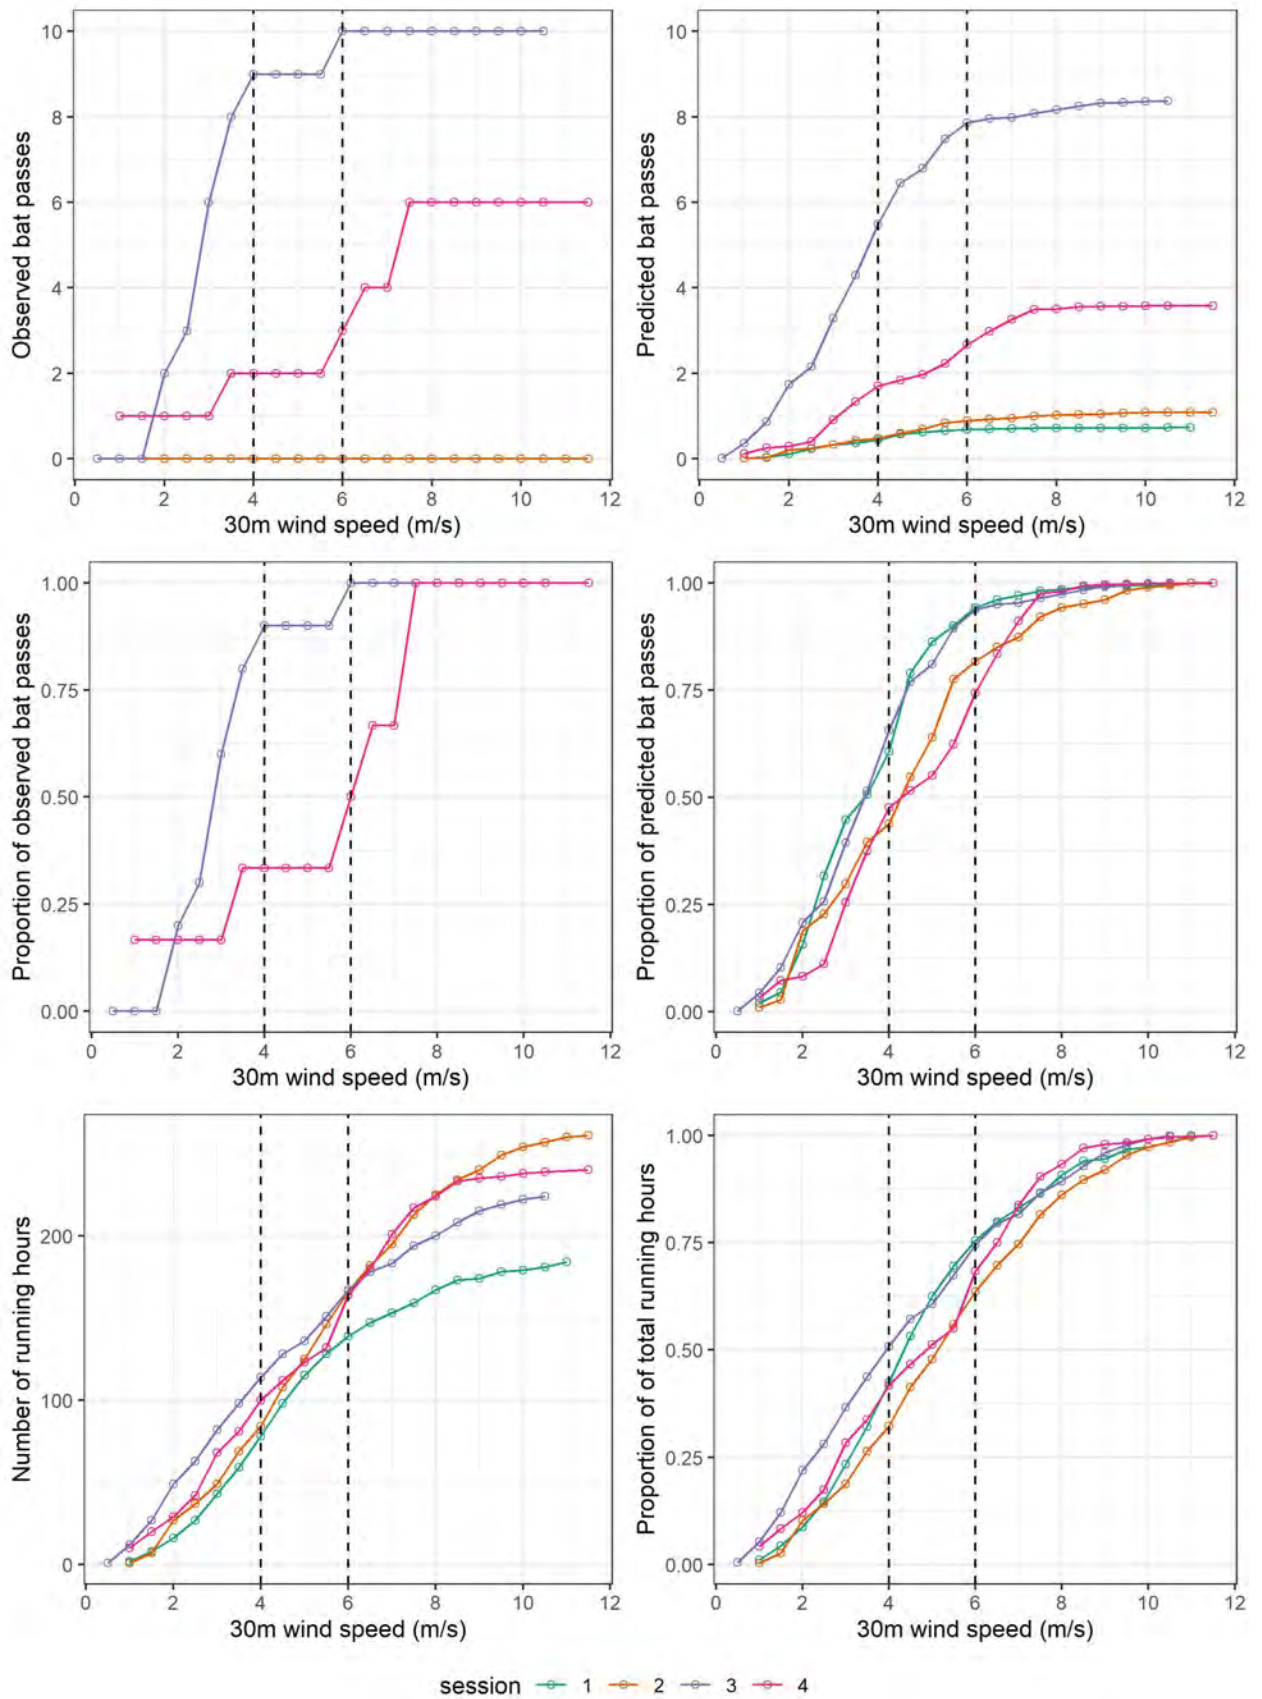 10
8
6
4
2
0
Observed bat passes
0 2 4 6 8 10 12
30m wind speed (m/s)
10
8
6
4
2
0
Predicted bat passes
0 2 4 6 8 10 12
30m wind speed (m/s)
1.00
0.75
0.50
0.25
0.00
Proportion of observed bat passes
0 2 4 6 8 10 12
30m wind speed (m/s)
1.00
0.75
0.50
0.25
0.00
Proportion of predicted bat passes
0 2 4 6 8 10 12
30m wind speed (m/s)
200
100
0
Number of running hours
0 2 4 6 8 10 12
30m wind speed (m/s)
1.00
0.75
0.50
0.25
0.00
Proportion of of total running hours
0 2 4 6 8 10 12
30m wind speed (m/s)
session 1 2 3 4